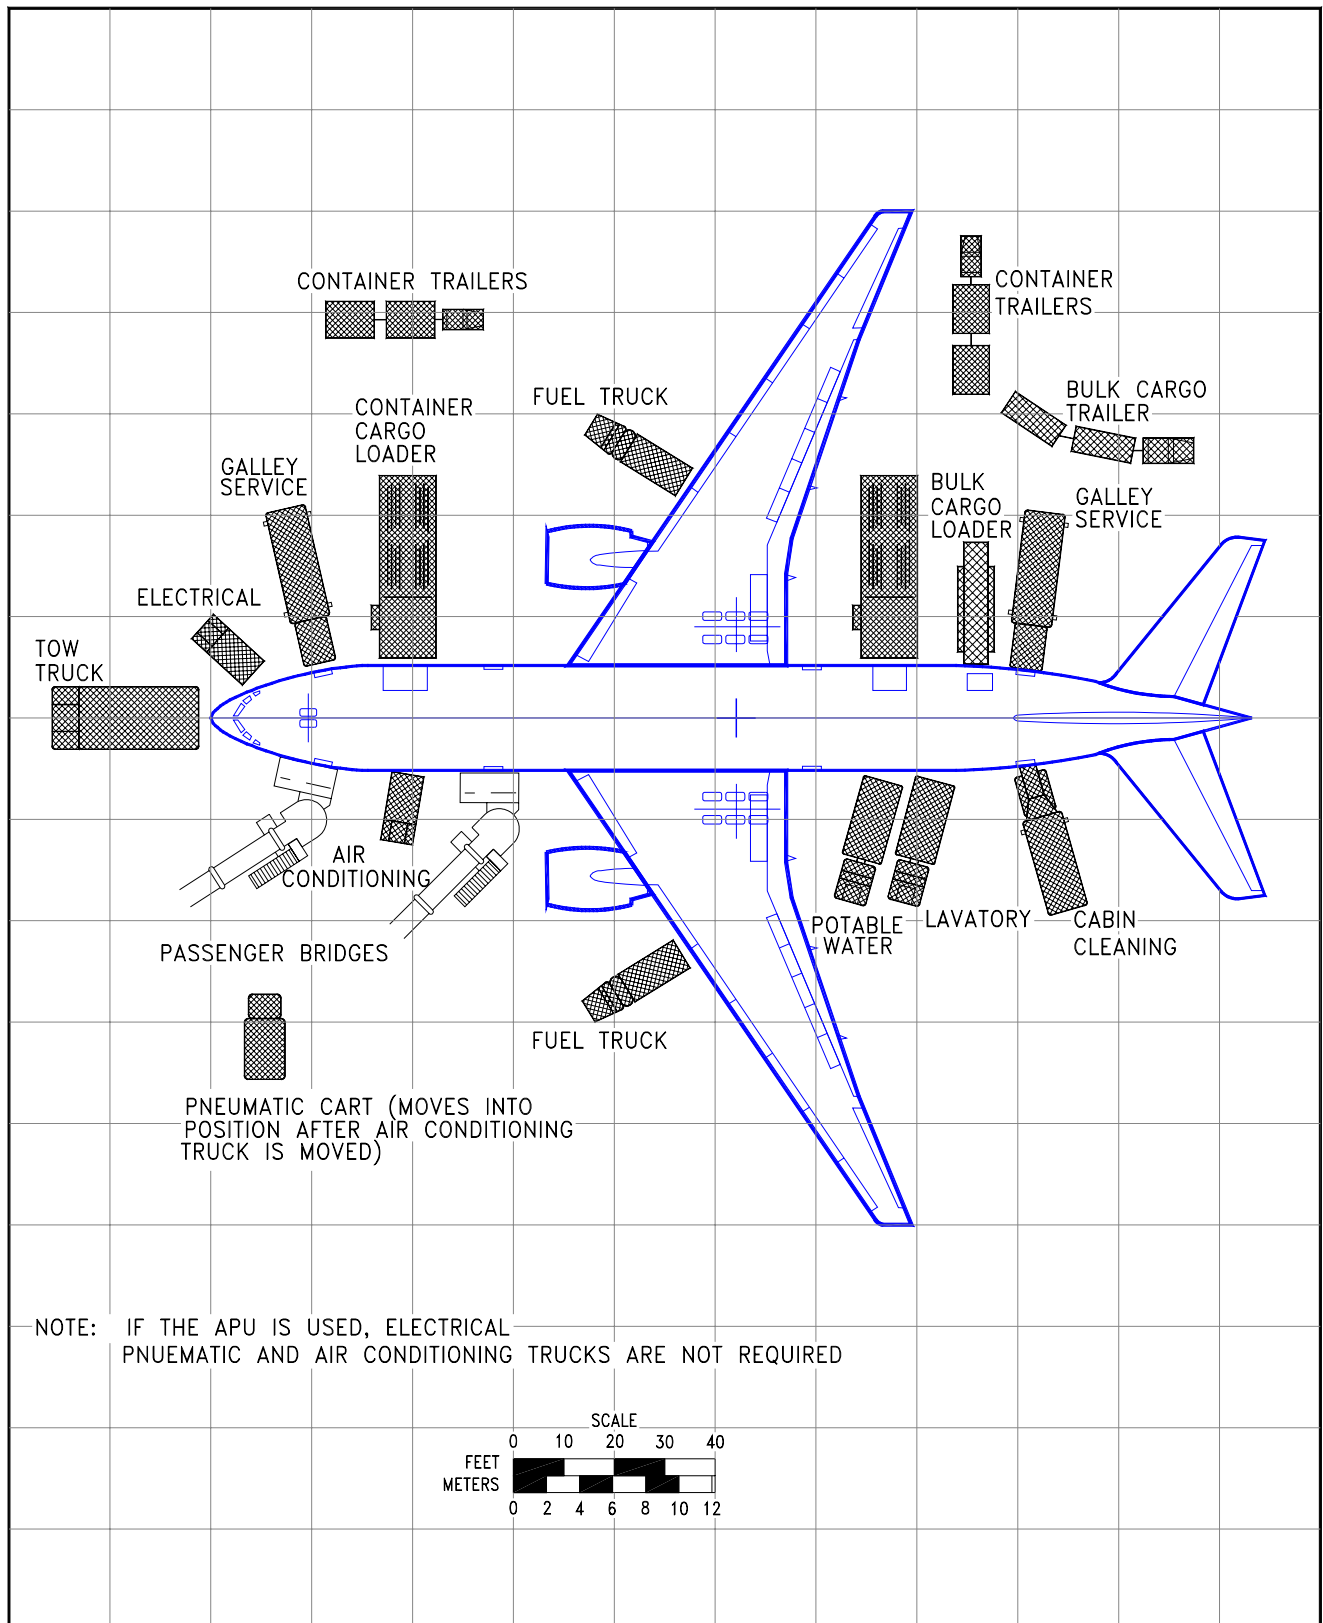 CONTAINER TRAILERS
CONTAINER
TRAILERS
FUEL TRUCK
BULK CARGO
TRAILER
CONTAINER
CARGO
LOADER
GALLEY
SERVICE
BULK
CARGO
LOADER
GALLEY
SERVICE
ELECTRICAL
TOW
TRUCK
AIR
CONDITIONING
PASSENGER BRIDGES
POTABLE
WATER
LAVATORY
CABIN
CLEANING
FUEL TRUCK
PNEUMATIC CART (MOVES INTO
POSITION AFTER AIR CONDITIONING
TRUCK IS MOVED)
NOTE: IF THE APU IS USED, ELECTRICAL
PNUEMATIC AND AIR CONDITIONING TRUCKS ARE NOT REQUIRED
SCALE
0 10 20 30 40
FEET
METERS
0 2 4 6 8 10 12